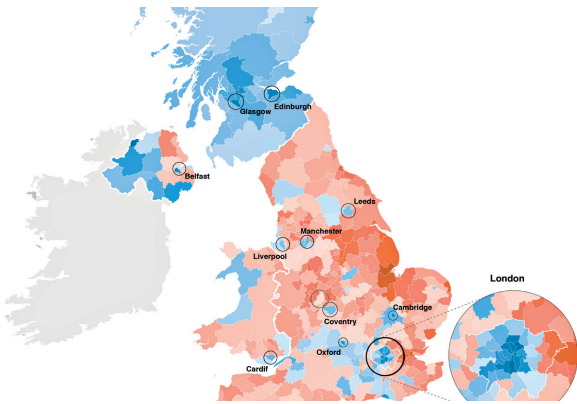 Edinburgh
Glasgow
Belfast
Leeds
Manchester
Liverpool
London
Cambridge
Coventry
Oxford
Cardif